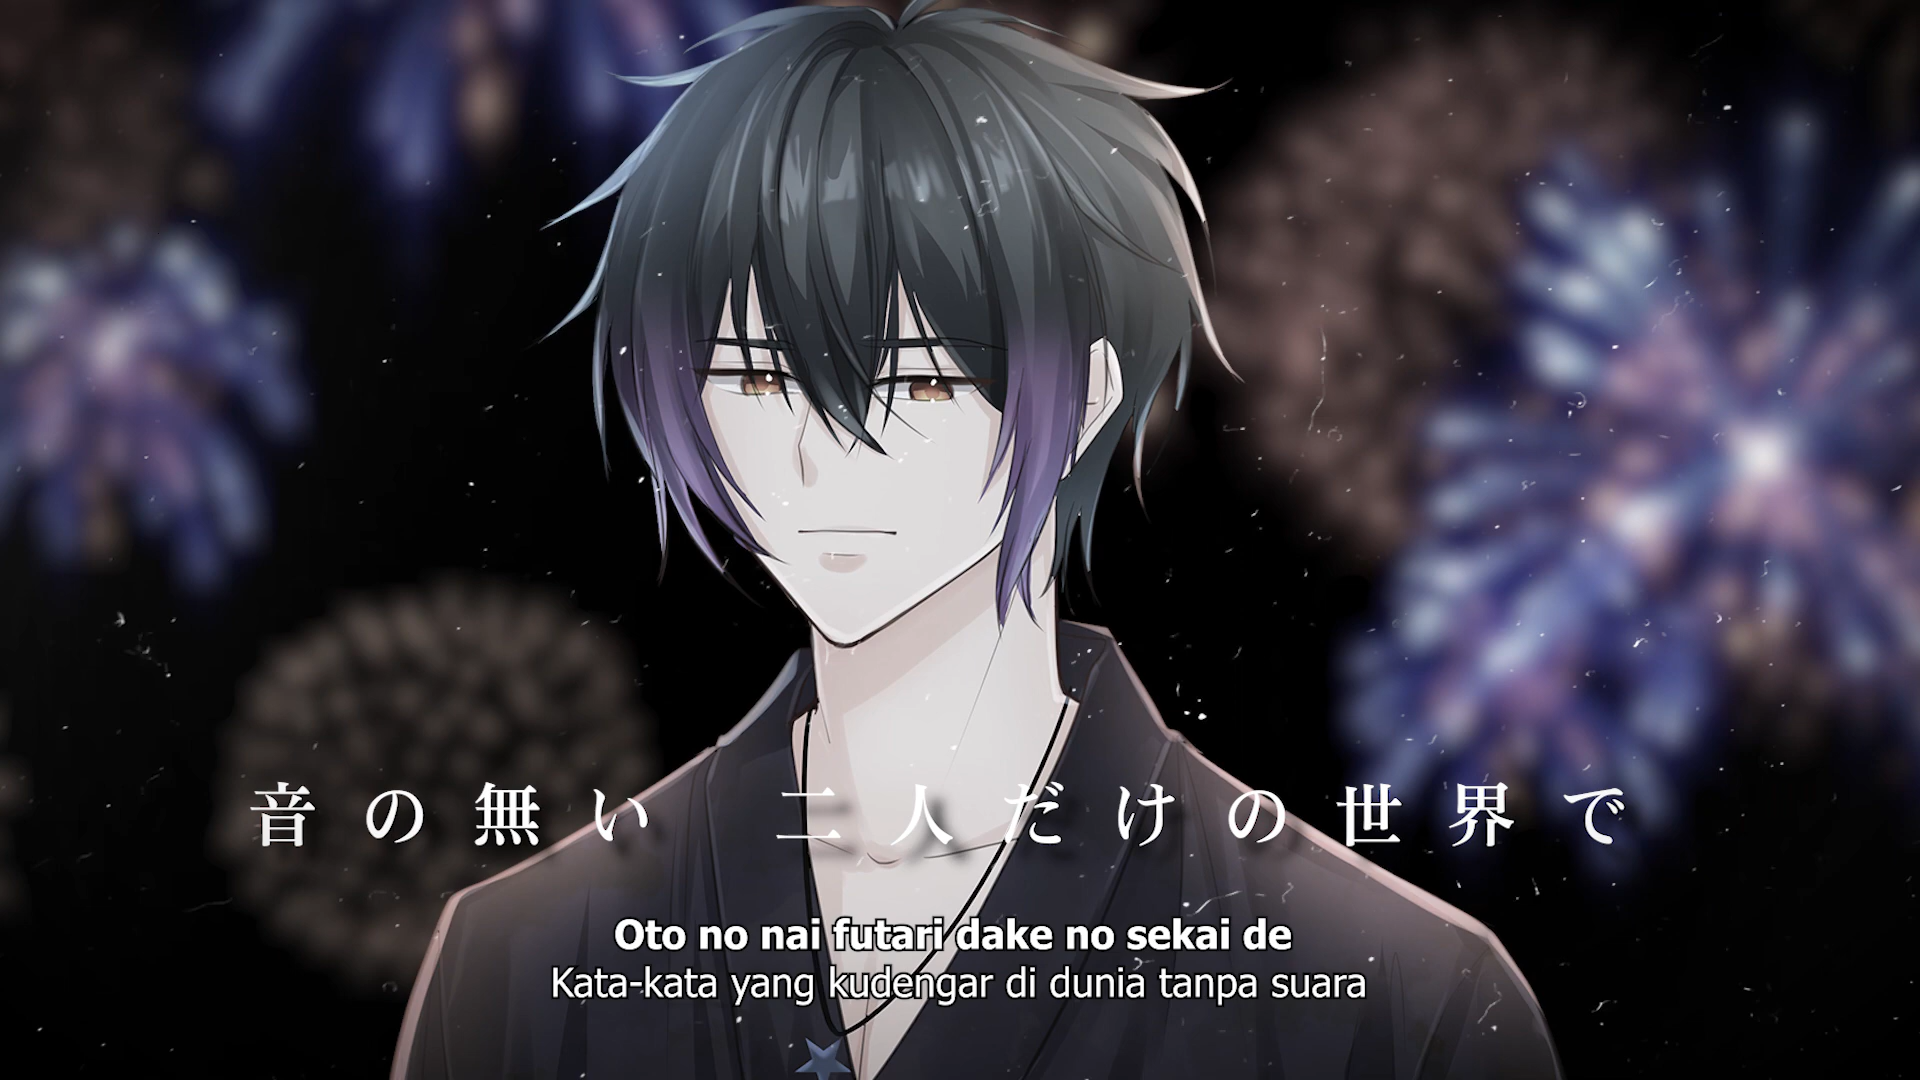 音の無い 二人だけの世界で
Oto no nai futari dake no sekai de
Kata-kata yang kudengar di dunia tanpa suara